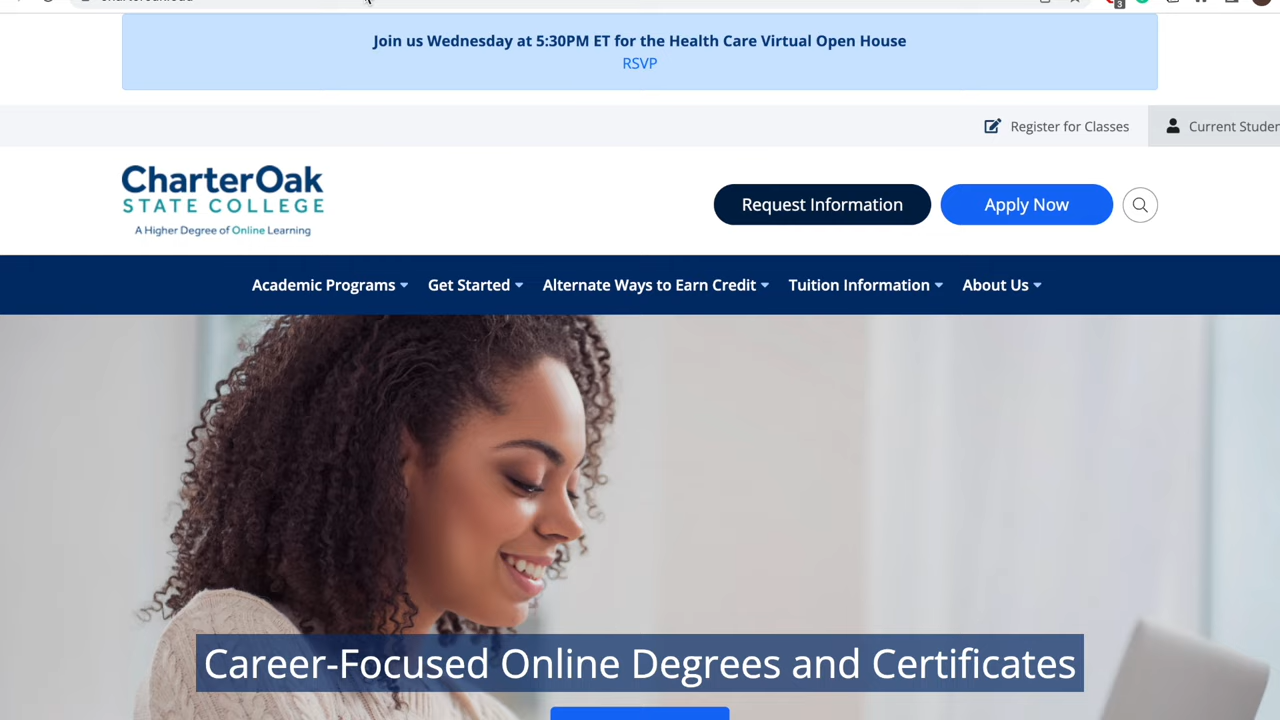 Join us Wednesday at 5:30PM ET for the Health Care Virtual Open House
RSVP
Register for Classes
CharterOak
STATE COLLEGE
A Higher Degree of Online Learning
Request Information
Apply Now
Academic Programs
Get Started
Alternate Ways to Earn Credit
Tuition Information
About Us
Career-Focused Online Degrees and Certificates
3
Current Studen